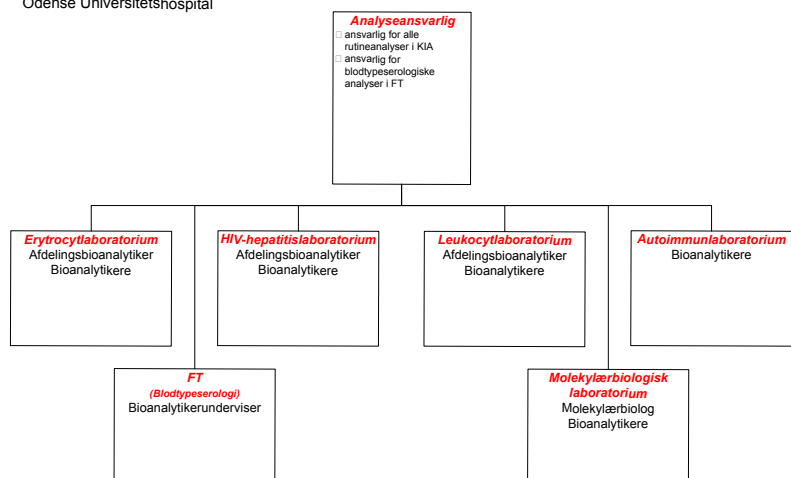 Odense Universitetshospital
Analyseansvarlig
ansvarlig for alle
rutineanalyser i KIA
ansvarlig for
blodtypeserologiske
analyser i FT
Erytrocytlaboratorium
Afdelingsbioanalytiker
Bioanalytikere
HIV-hepatitislaboratorium
Afdelingsbioanalytiker
Bioanalytikere
Leukocytlaboratorium
Afdelingsbioanalytiker
Bioanalytikere
Autoimmunlaboratorium
Bioanalytikere
FT
(Blodtypeserologi)
Bioanalytikerunderviser
Molekylærbiologisk
laboratorium
Molekylærbiolog
Bioanalytikere